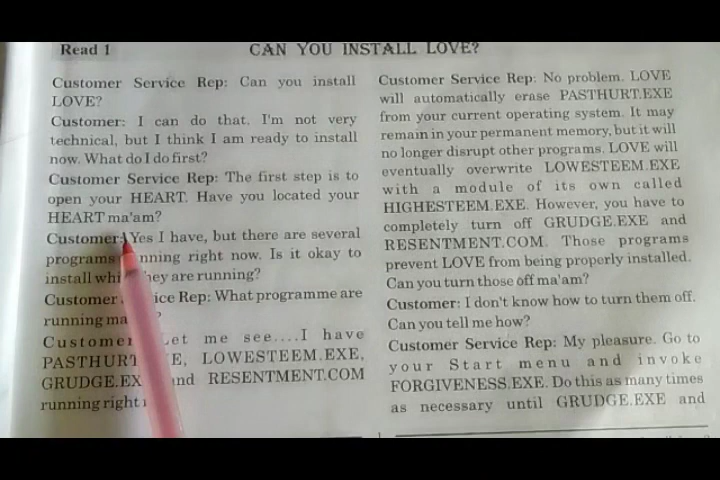 Read 1
CAN YOU INSTALL LOVE?
Customer Service Rep: Can you install
LOVE?
Customer: I can do that. I'm not very
technical, but I think I am ready to install
now. What do I do first?
Customer Service Rep: The first step is to
open your HEART. Have you located your
HEART ma'am?
Customer: Yes I have, but there are several
programs running right now. Is it okay to
install while they are running?
Customer Service Rep: What programme are
running ?
Customer Let me see....I have
PASTHURT.EXE, LOWESTEEM.EXE,
GRUDGE.EXE and RESENTMENT.COM
running right
Customer Service Rep: No problem. LOVE
will automatically erase PASTHURT.EXE
from your current operating system. It may
remain in your permanent memory, but it will
no longer disrupt other programs. LOVE will
eventually overwrite LOWESTEEM.EXE
with a module of its own called
HIGHESTEEM.EXE. However, you have to
completely turn off GRUDGE.EXE and
RESENTMENT.COM. Those programs
prevent LOVE from being properly installed.
Can you turn those off ma'am?
Customer: I don't know how to turn them off.
Can you tell me how?
Customer Service Rep: My pleasure. Go to
your Start menu and invoke
FORGIVENESS.EXE. Do this as many times
as necessary until GRUDGE.EXE and